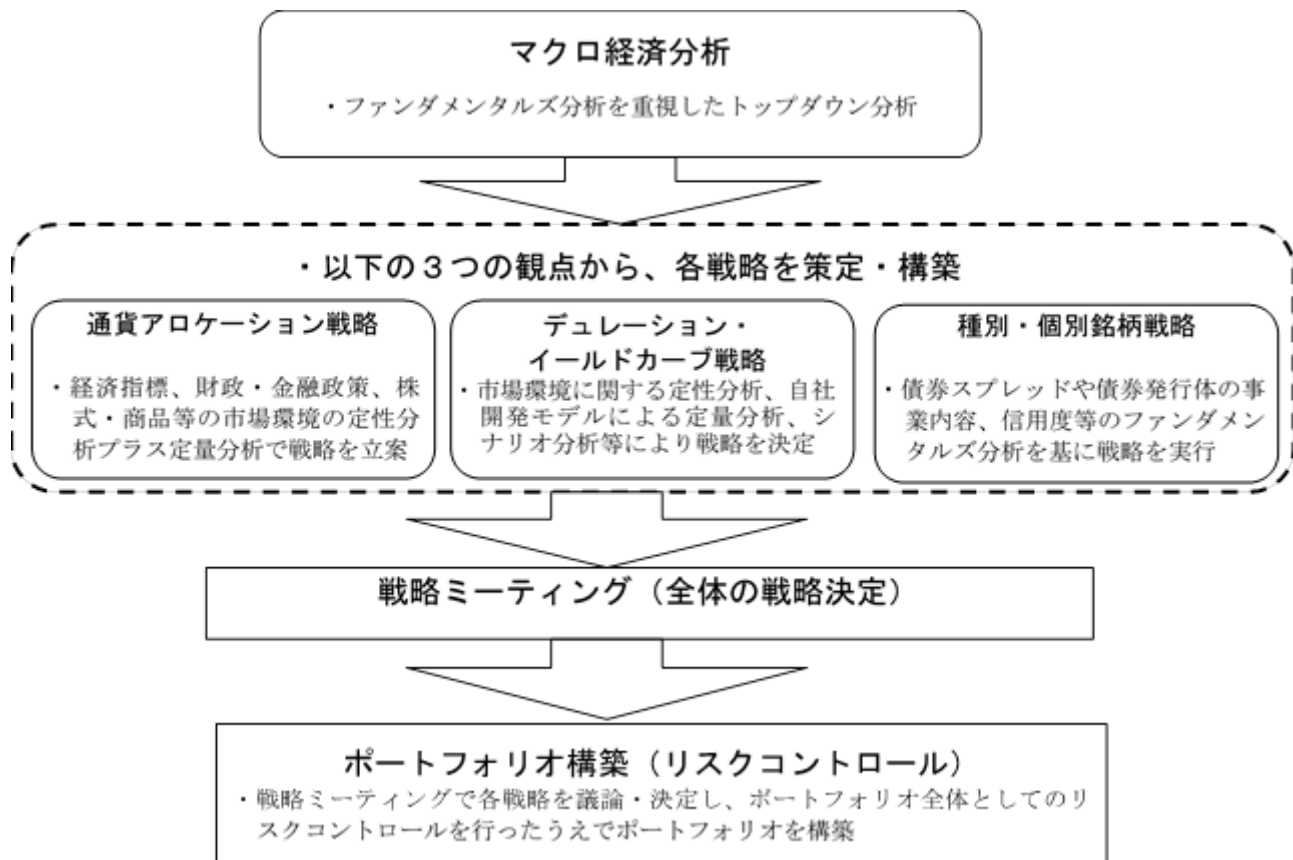 マクロ経済分析
・ファンダメンタルズ分析を重視したトップダウン分析
・以下の３つの観点から、各戦略を策定・構築
通貨アロケーション戦略
・経済指標、財政・金融政策、株
式・商品等の市場環境の定性分
析プラス定量分析で戦略を立案
デュレーション・
イールドカーブ戦略
・市場環境に関する定性分析、自社
開発モデルによる定量分析、シ
ナリオ分析等により戦略を決定
種別・個別銘柄戦略
・債券スプレッドや債券発行体の事
業内容、信用度等のファンダメン
タルズ分析を基に戦略を実行
戦略ミーティング（全体の戦略決定）
ポートフォリオ構築（リスクコントロール）
・戦略ミーティングで各戦略を議論・決定し、ポートフォリオ全体としてのリ
スクコントロールを行ったうえでポートフォリオを構築